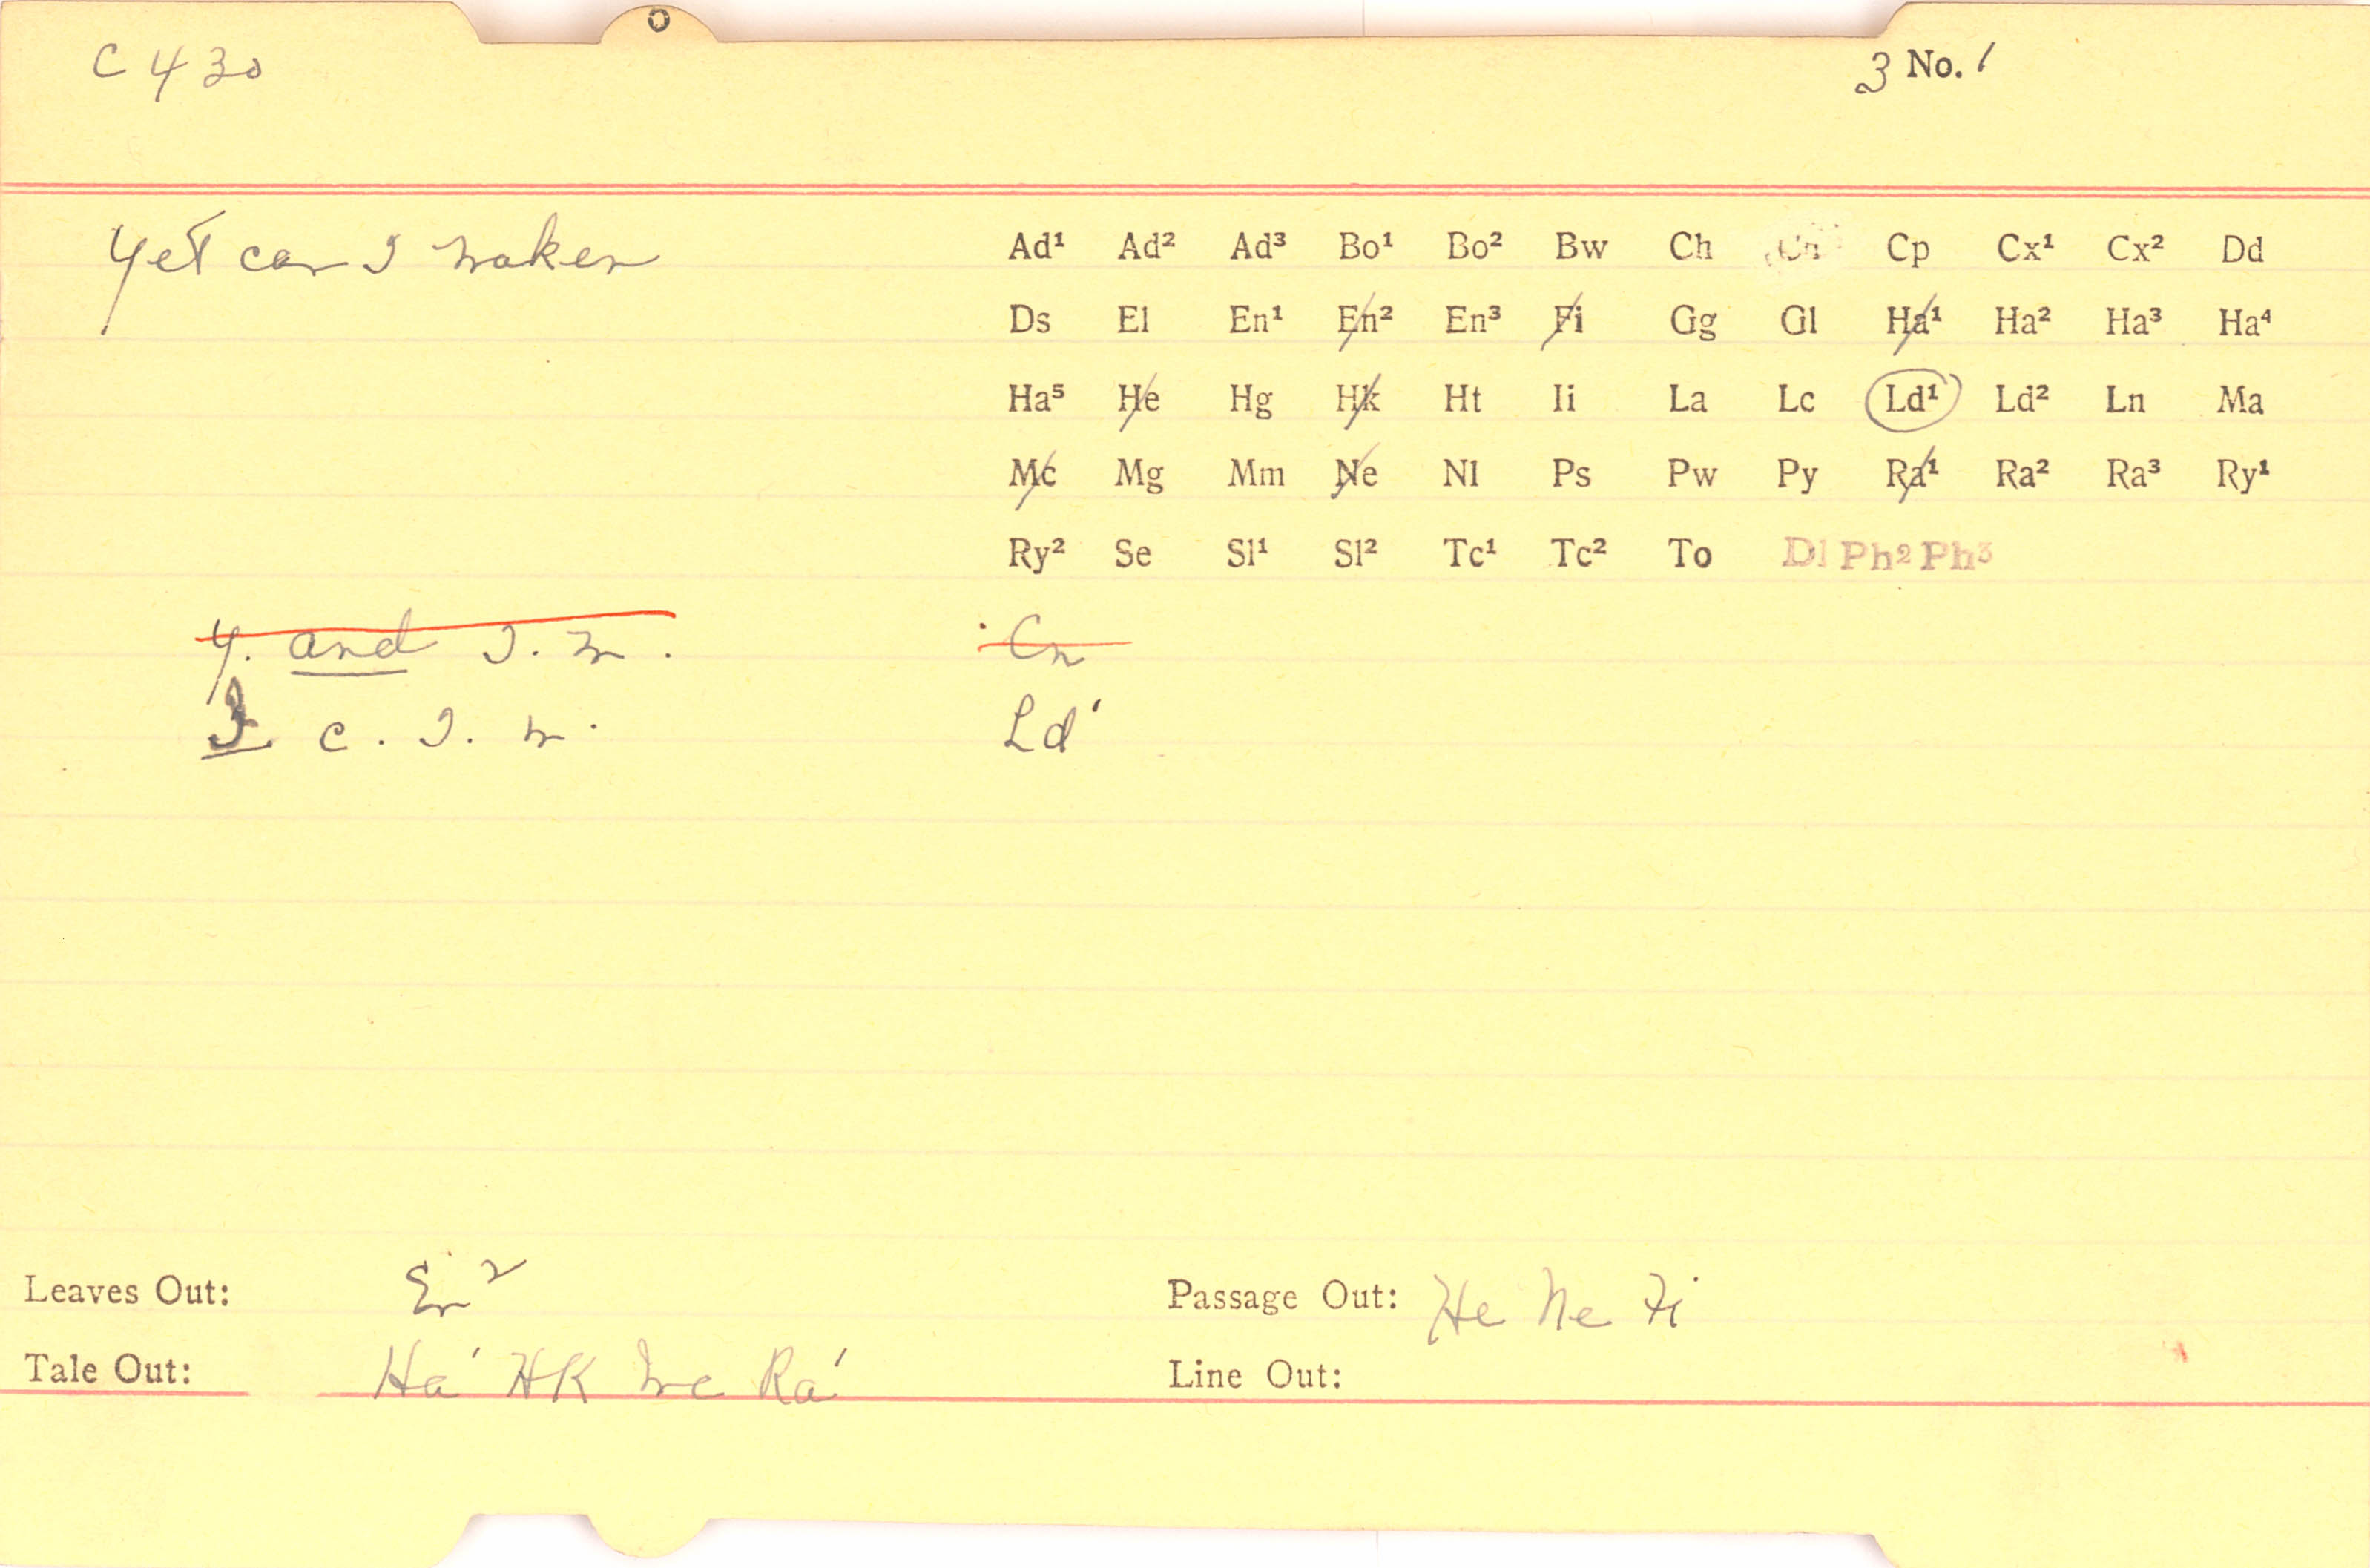 C 430
3 No. 1
Yet can I maken
Ad¹ Ad² Ad³ Bo¹ Bo² Bw Ch Cn Cp Cx¹ Cx² Dd
Ds El En¹ En² En³ Fi Gg Gl Ha¹ Ha² Ha³ Ha⁴
Ha⁵ He Hg Hk Ht Ii La Lc Ld¹ Ld² Ln Ma
Mc Mg Mm Ne Nl Ps Pw Py Ra¹ Ra² Ra³ Ry¹
Ry² Se Sl¹ Sl² Tc¹ Tc² To Dl Ph² Ph³
Y. and I. m. Cn
I c. I. m. Ld¹
Leaves Out: En²
Passage Out: He Ne Fi
Tale Out: Ha¹ Hk Mc Ra¹
Line Out: